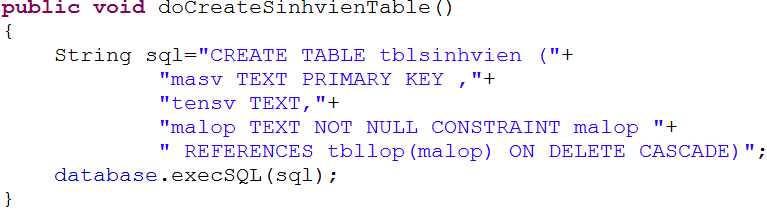 public void doCreateSinhvienTable()
{
    String sql="CREATE TABLE tblsinhvien ("+
            "masv TEXT PRIMARY KEY ,"+
            "tensv TEXT,"+
            "malop TEXT NOT NULL CONSTRAINT malop "+
            " REFERENCES tbllop(malop) ON DELETE CASCADE)";
    database.execSQL(sql);
}